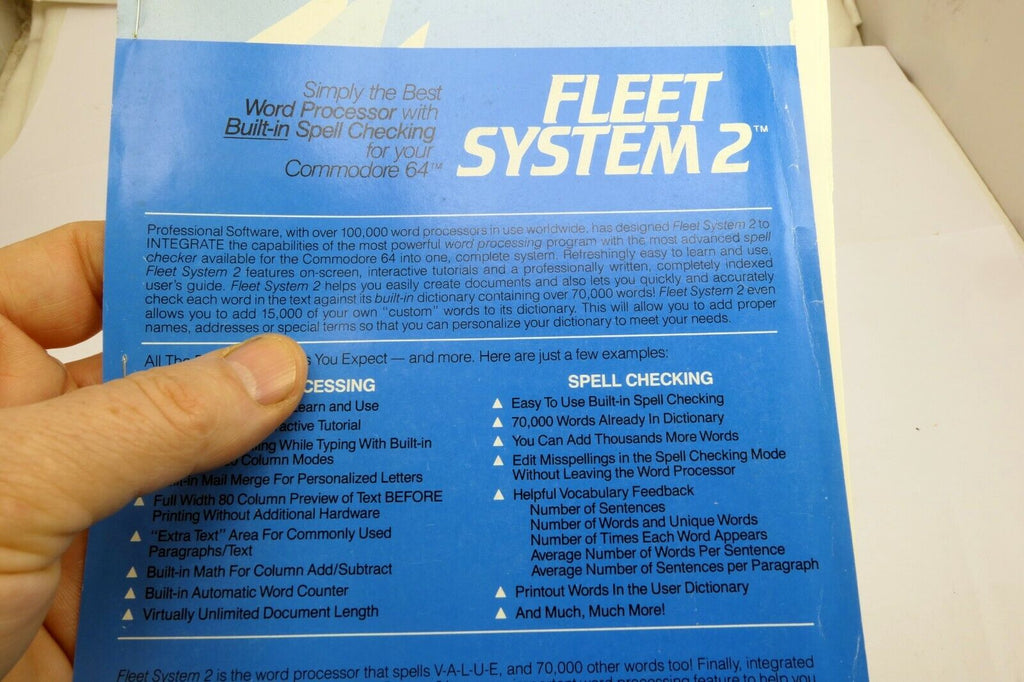 Simply the Best
Word Processor with
Built-in Spell Checking
for your
Commodore 64™
FLEET
SYSTEM 2™
Professional Software, with over 100,000 word processors in use worldwide, has designed Fleet System 2 to
INTEGRATE the capabilities of the most powerful word processing program with the most advanced spell
checker available for the Commodore 64 into one, complete system. Refreshingly easy to learn and use,
Fleet System 2 features on-screen, interactive tutorials and a professionally written, completely indexed
user's guide. Fleet System 2 helps you easily create documents and also lets you quickly and accurately
check each word in the text against its built-in dictionary containing over 70,000 words! Fleet System 2 even
allows you to add 15,000 of your own "custom" words to its dictionary. This will allow you to add proper
names, addresses or special terms so that you can personalize your dictionary to meet your needs.
All The You Expect — and more. Here are just a few examples:
CESSING
Learn and Use
active Tutorial
While Typing With Built-in
Column Modes
Built-in Mail Merge For Personalized Letters
▲ Full Width 80 Column Preview of Text BEFORE
Printing Without Additional Hardware
▲ "Extra Text" Area For Commonly Used
Paragraphs/Text
▲ Built-in Math For Column Add/Subtract
▲ Built-in Automatic Word Counter
▲ Virtually Unlimited Document Length
SPELL CHECKING
▲ Easy To Use Built-in Spell Checking
▲ 70,000 Words Already In Dictionary
▲ You Can Add Thousands More Words
▲ Edit Misspellings in the Spell Checking Mode
Without Leaving the Word Processor
▲ Helpful Vocabulary Feedback
Number of Sentences
Number of Words and Unique Words
Number of Times Each Word Appears
Average Number of Words Per Sentence
Average Number of Sentences per Paragraph
▲ Printout Words In the User Dictionary
▲ And Much, Much More!
Fleet System 2 is the word processor that spells V-A-L-U-E, and 70,000 other words too! Finally, integrated
word processing feature to help you